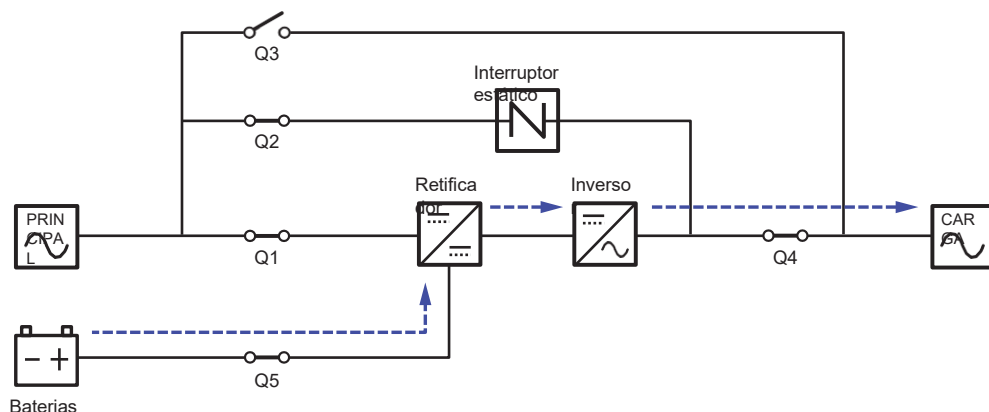 Q3
Interruptor
estático
Q2
Retifica
dor
Inverso
PRIN
CIPA
L
Q1
Q4
CAR
GA
Q5
Baterias